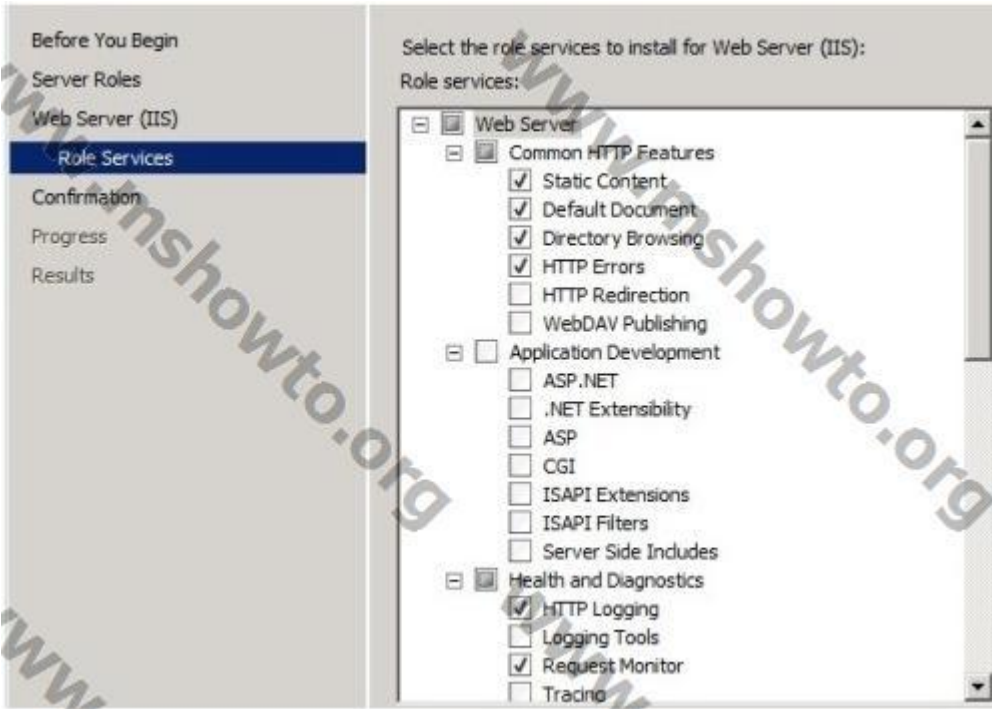 Before You Begin
Server Roles
Web Server (IIS)
Role Services
Confirmation
Progress
Results
Select the role services to install for Web Server (IIS):
Role services:
Web Server
Common HTTP Features
Static Content
Default Document
Directory Browsing
HTTP Errors
HTTP Redirection
WebDAV Publishing
Application Development
ASP.NET
.NET Extensibility
ASP
CGI
ISAPI Extensions
ISAPI Filters
Server Side Includes
Health and Diagnostics
HTTP Logging
Logging Tools
Request Monitor
Tracing
www.mshowto.org
www.mshowto.org